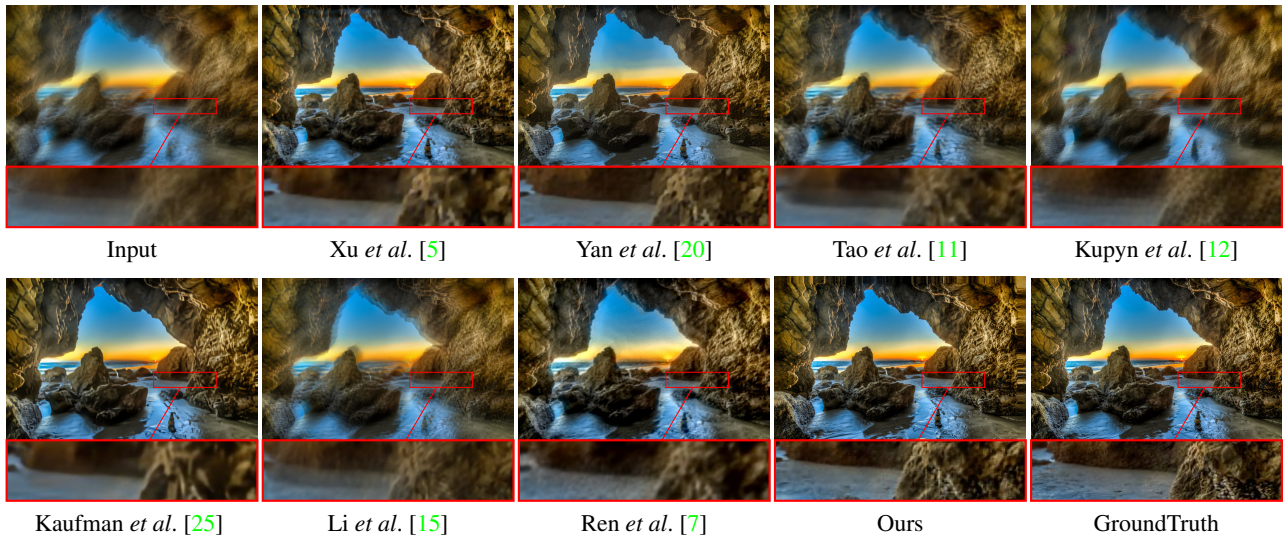 Input Xu et al. [5] Yan et al. [20] Tao et al. [11] Kupyn et al. [12]
Kaufman et al. [25] Li et al. [15] Ren et al. [7] Ours GroundTruth